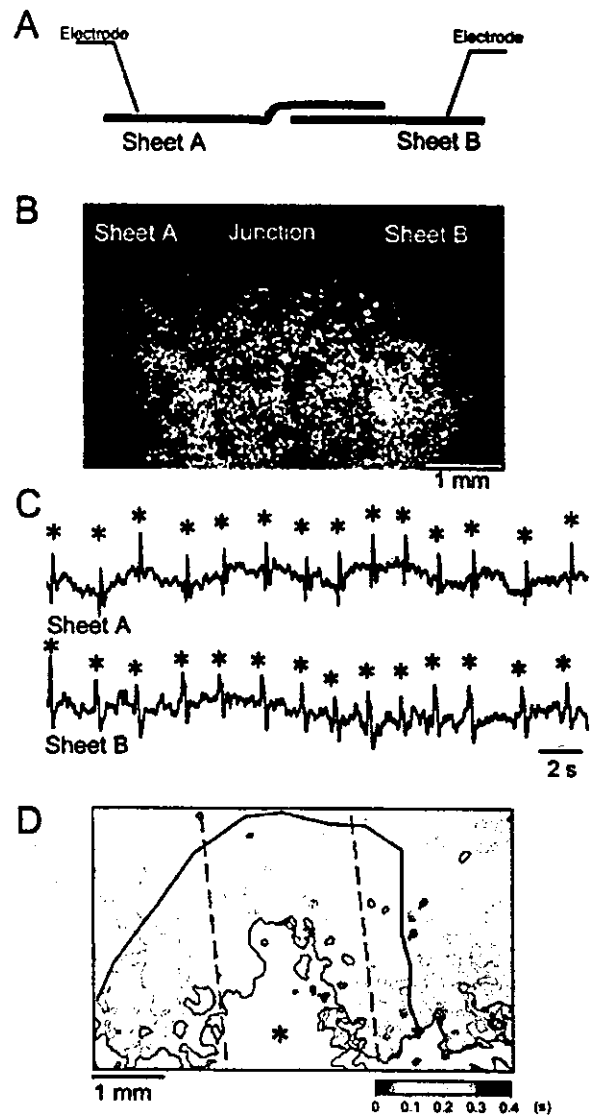 A
Electrode Electrode
Sheet A Sheet B
B
Sheet A Junction Sheet B
1 mm
C
* * * * * * * * * * * * * *
Sheet A
* * * * * * * * * * * * * *
Sheet B
2 s
D
*
1 mm
0 0.1 0.2 0.3 0.4 (s)